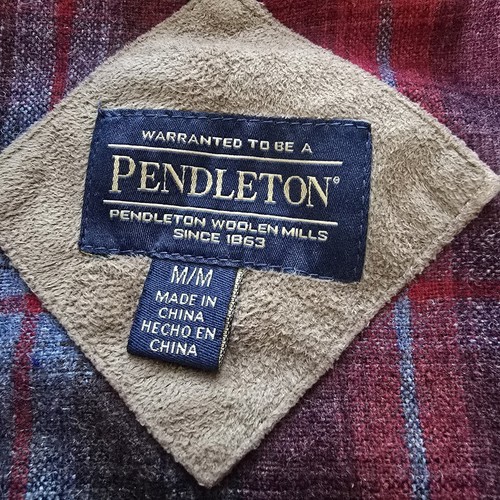 WARRANTED TO BE A
PENDLETON®
PENDLETON WOOLEN MILLS
SINCE 1863
M/M
MADE IN
CHINA
HECHO EN
CHINA